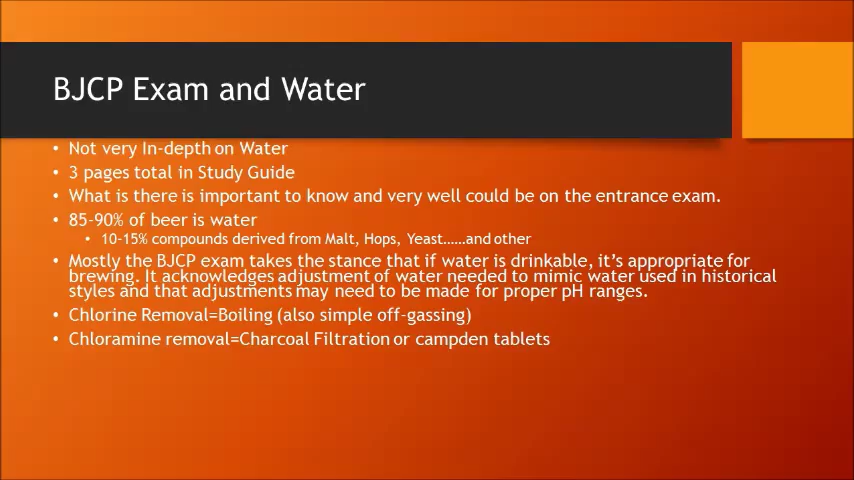 BJCP Exam and Water
• Not very In-depth on Water
• 3 pages total in Study Guide
• What is there is important to know and very well could be on the entrance exam.
• 85-90% of beer is water
• 10-15% compounds derived from Malt, Hops, Yeast……and other
• Mostly the BJCP exam takes the stance that if water is drinkable, it’s appropriate for
brewing. It acknowledges adjustment of water needed to mimic water used in historical
styles and that adjustments may need to be made for proper pH ranges.
• Chlorine Removal=Boiling (also simple off-gassing)
• Chloramine removal=Charcoal Filtration or campden tablets